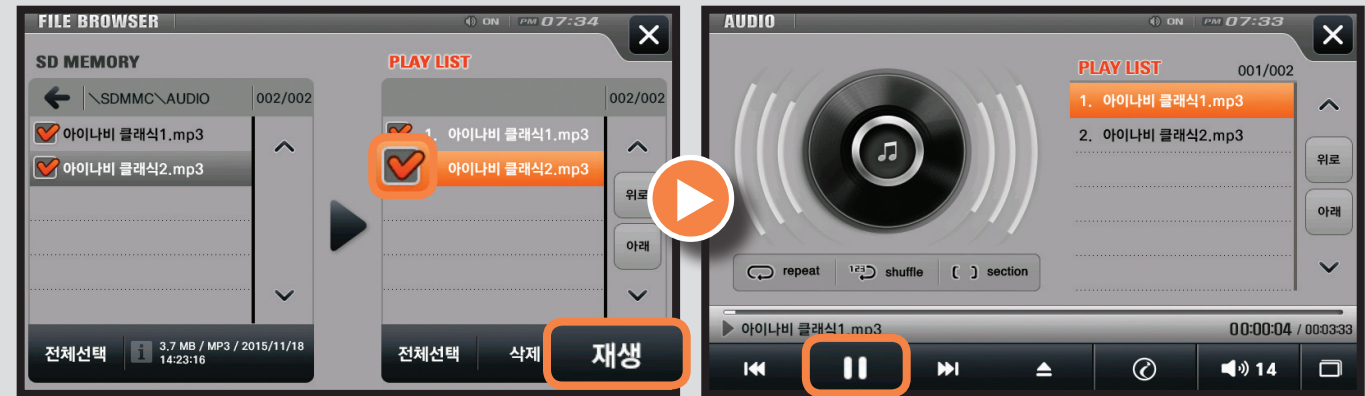 FILE BROWSER
ON PM 07:34
SD MEMORY
\SDMMC\AUDIO 002/002
아이나비 클래식1.mp3
아이나비 클래식2.mp3
전체선택
3.7 MB / MP3 / 2015/11/18
14:23:16
PLAY LIST
002/002
1. 아이나비 클래식1.mp3
아이나비 클래식2.mp3
위로
아래
전체선택 삭제 재생
AUDIO
ON PM 07:33
PLAY LIST 001/002
1. 아이나비 클래식1.mp3
2. 아이나비 클래식2.mp3
위로
아래
repeat 123 shuffle [ ] section
아이나비 클래식1.mp3 00:00:04 / 00:03:33
14